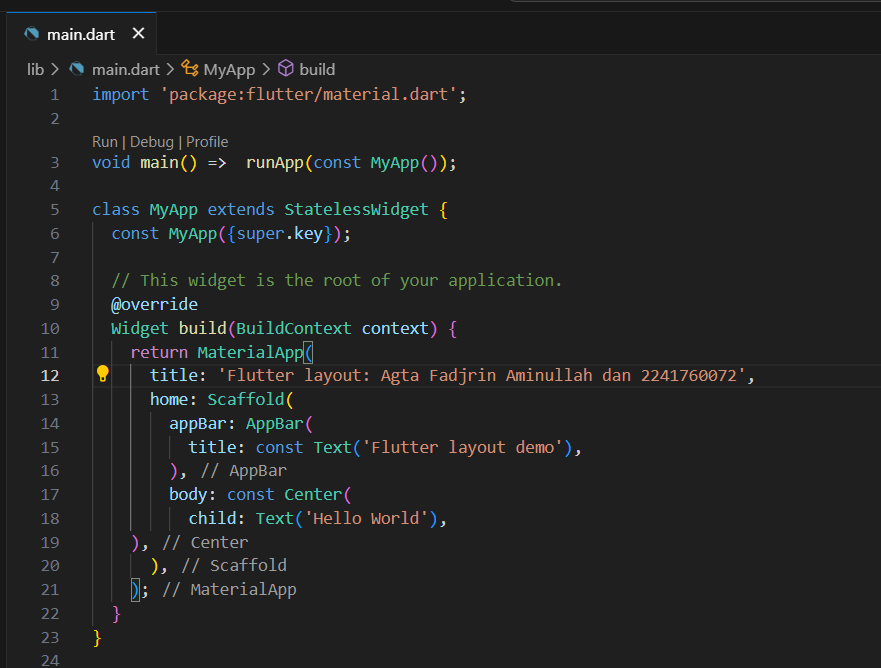 main.dart
lib > main.dart > MyApp > build
1 import 'package:flutter/material.dart';
2
Run | Debug | Profile
3 void main() =>  runApp(const MyApp());
4
5 class MyApp extends StatelessWidget {
6   const MyApp({super.key});
7
8   // This widget is the root of your application.
9   @override
10   Widget build(BuildContext context) {
11     return MaterialApp(
12       title: 'Flutter layout: Agta Fadjrin Aminullah dan 2241760072',
13       home: Scaffold(
14         appBar: AppBar(
15           title: const Text('Flutter layout demo'),
16         ), // AppBar
17         body: const Center(
18           child: Text('Hello World'),
19     ), // Center
20       ), // Scaffold
21     ); // MaterialApp
22   }
23 }
24